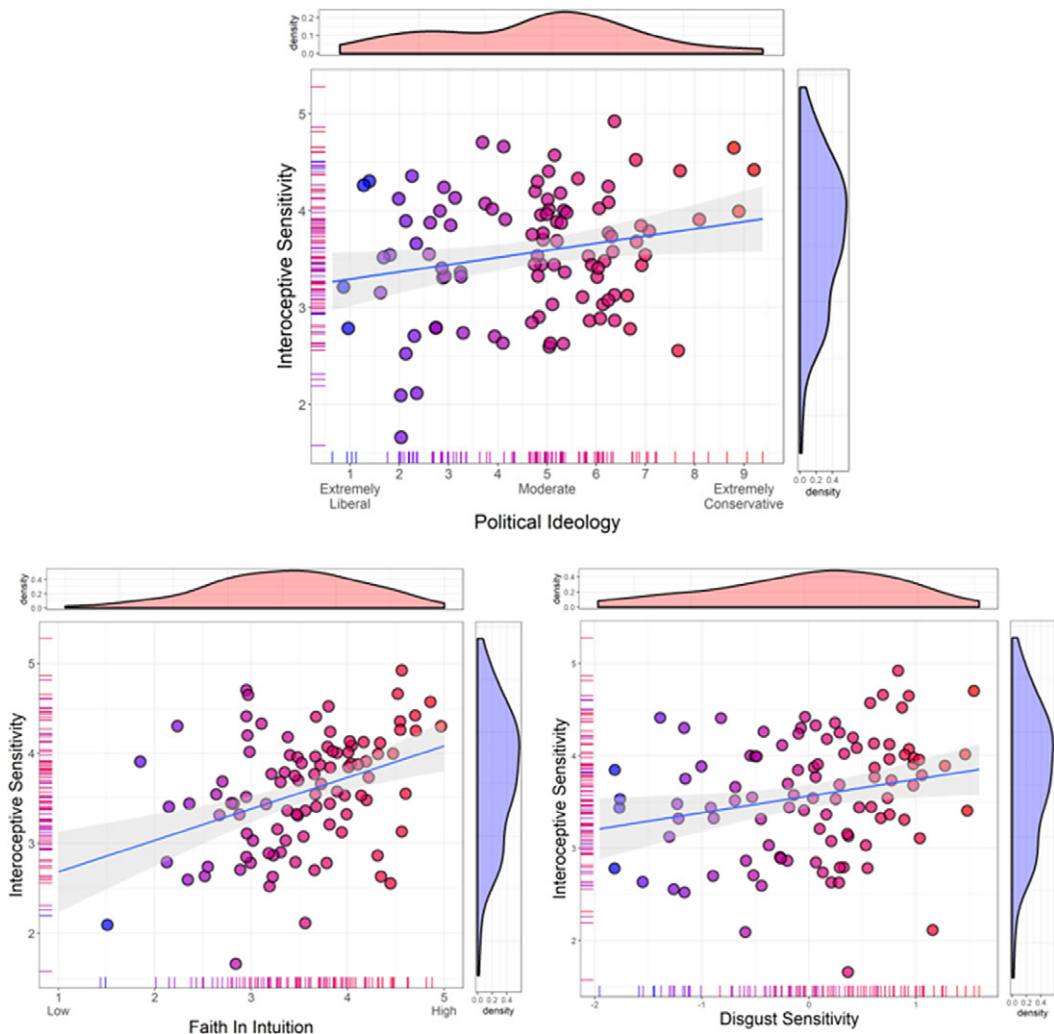 density
0.2
0.1
0.0
Interoceptive Sensitivity
5
4
3
2
1 2 3 4 5 6 7 8 9
Extremely Liberal
Moderate
Extremely Conservative
Political Ideology
0.0 0.2 0.4
density
density
0.4
0.2
0.0
Interoceptive Sensitivity
5
4
3
2
1 2 3 4 5
Low
High
Faith In Intuition
0.0 0.2 0.4
density
density
0.4
0.2
0.0
Interoceptive Sensitivity
5
4
3
2
-2 -1 0 1
Disgust Sensitivity
0.0 0.2 0.4
density